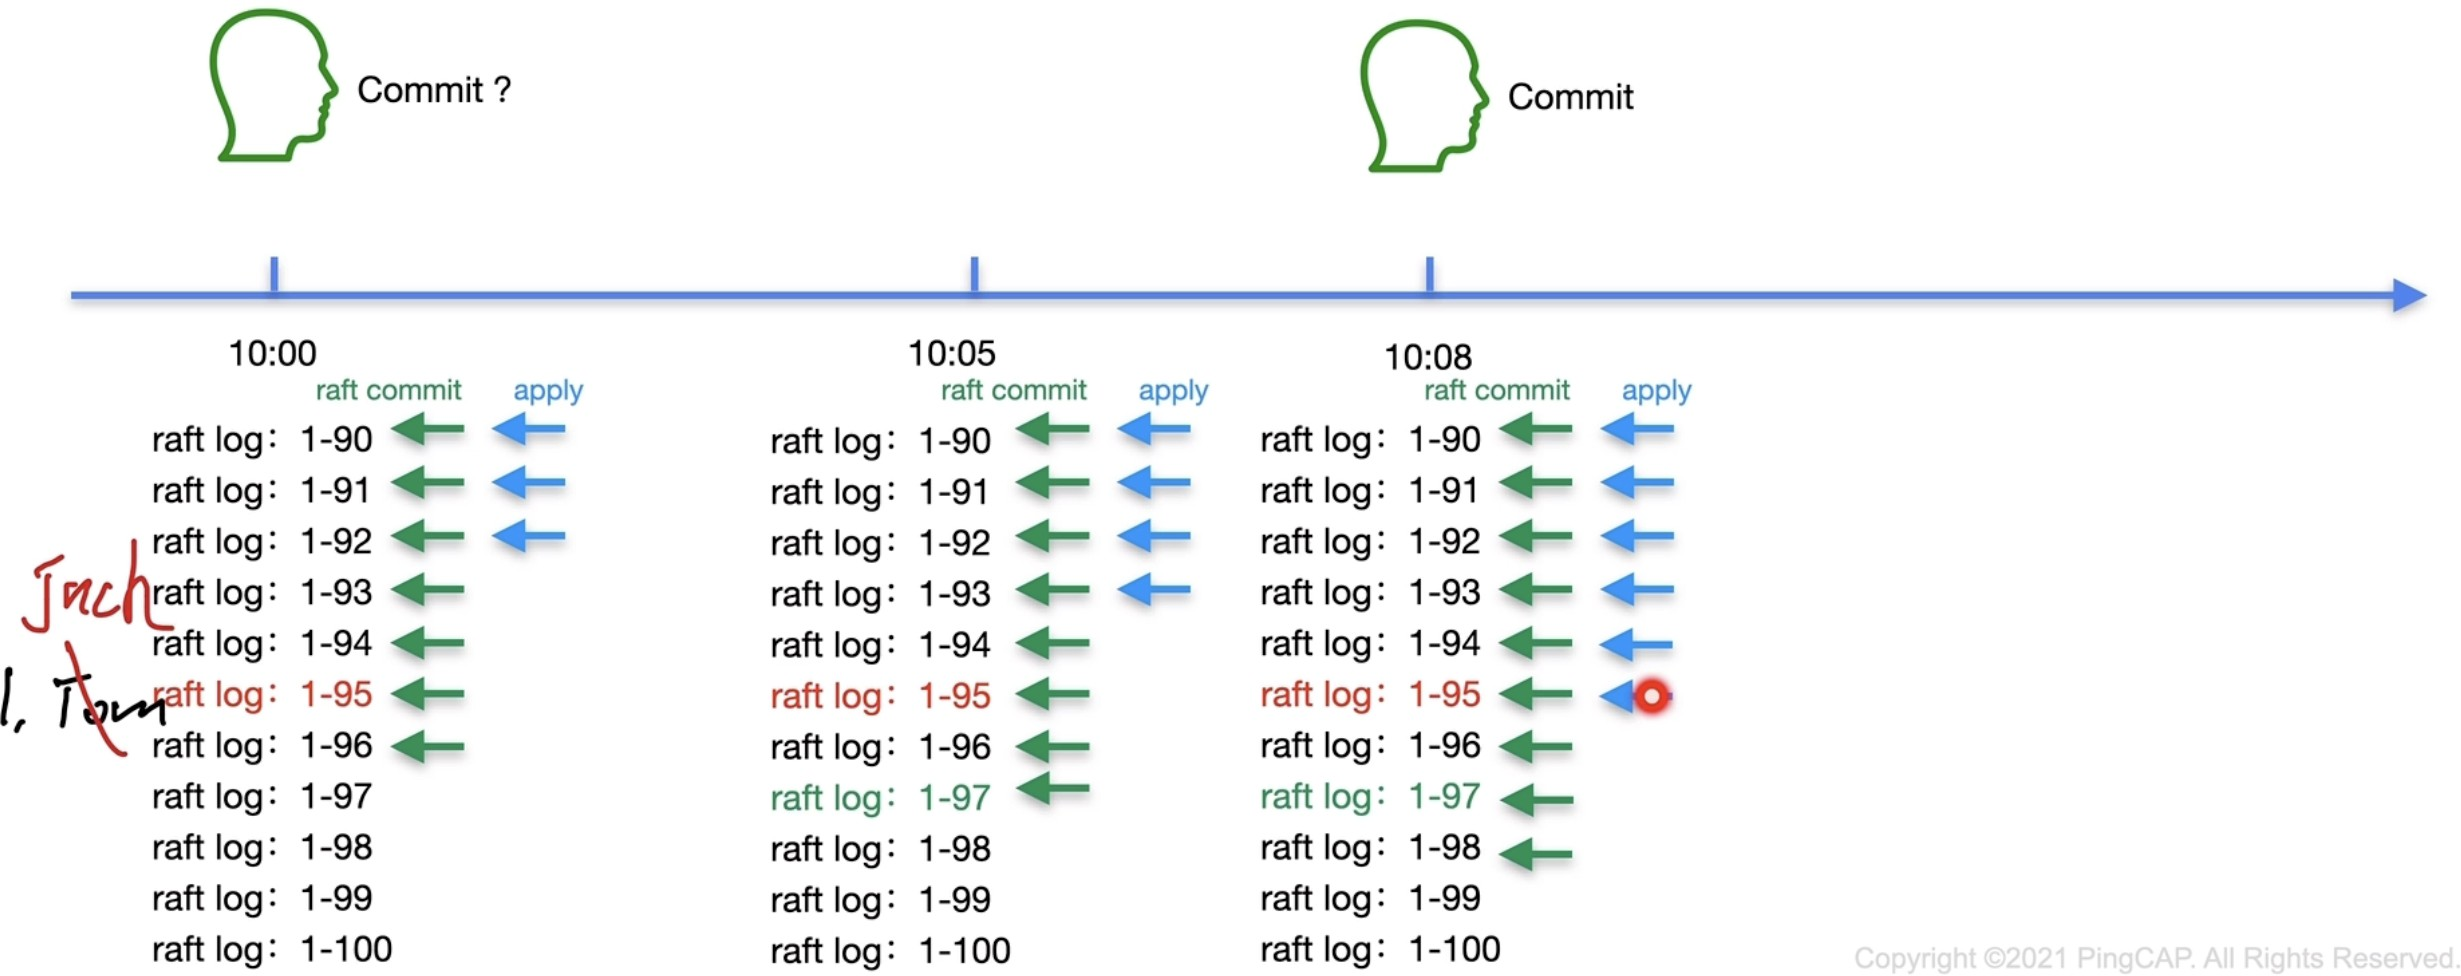 Commit ?
Commit
10:00
10:05
10:08
raft commit apply
raft log： 1-90
raft log： 1-91
raft log： 1-92
raft log： 1-93
raft log： 1-94
raft log： 1-95
raft log： 1-96
raft log： 1-97
raft log： 1-98
raft log： 1-99
raft log： 1-100
1. Tom
raft commit apply
raft log： 1-90
raft log： 1-91
raft log： 1-92
raft log： 1-93
raft log： 1-94
raft log： 1-95
raft log： 1-96
raft log： 1-97
raft log： 1-98
raft log： 1-99
raft log： 1-100
raft commit apply
raft log： 1-90
raft log： 1-91
raft log： 1-92
raft log： 1-93
raft log： 1-94
raft log： 1-95
raft log： 1-96
raft log： 1-97
raft log： 1-98
raft log： 1-99
raft log： 1-100
Copyright ©2021 PingCAP. All Rights Reserved.